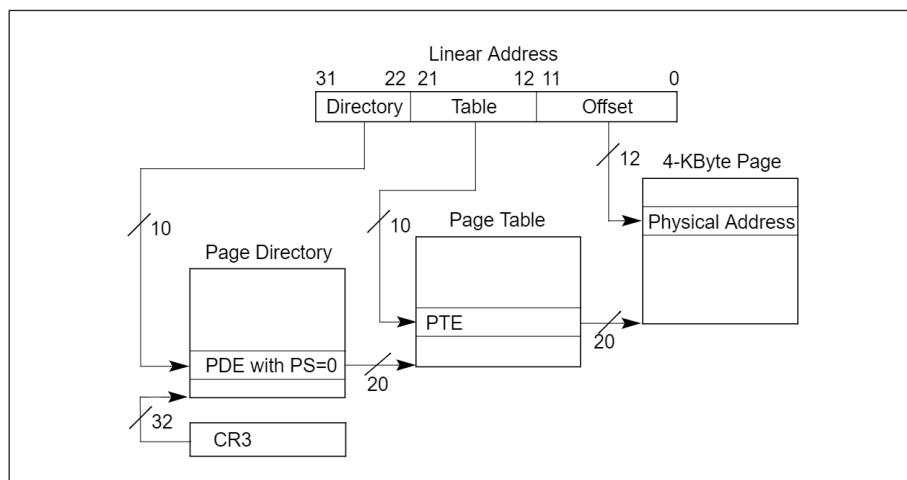 Linear Address
31 22 21 12 11 0
Directory Table Offset
12 4-KByte Page
10 10 Page Table Physical Address
Page Directory
PTE
20
PDE with PS=0
20
32
CR3